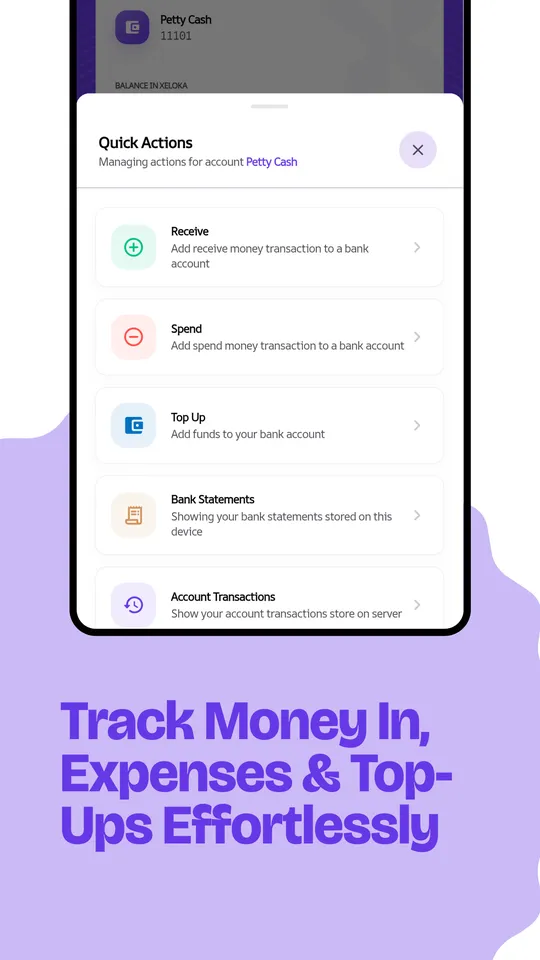 Petty Cash
11101
BALANCE IN XELOKA
Quick Actions
Managing actions for account Petty Cash
Receive
Add receive money transaction to a bank
account
Spend
Add spend money transaction to a bank account
Top Up
Add funds to your bank account
Bank Statements
Showing your bank statements stored on this
device
Account Transactions
Show your account transactions store on server
Track Money In,
Expenses & Top-
Ups Effortlessly